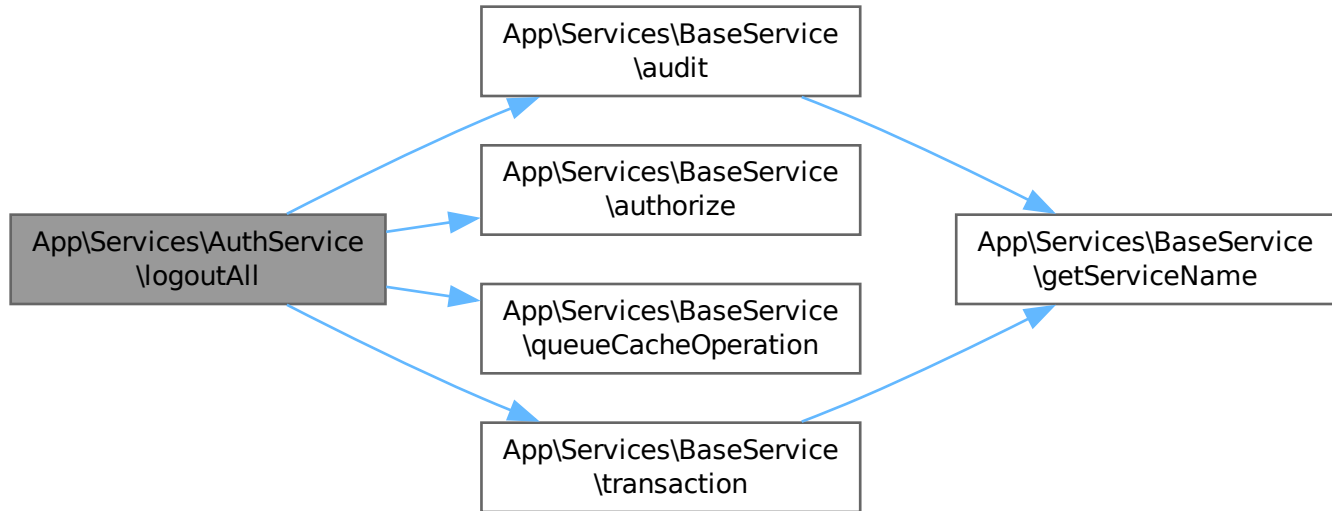 App\Services\BaseService
\audit
App\Services\BaseService
\authorize
App\Services\AuthService
\logoutAll
App\Services\BaseService
\getServiceName
App\Services\BaseService
\queueCacheOperation
App\Services\BaseService
\transaction